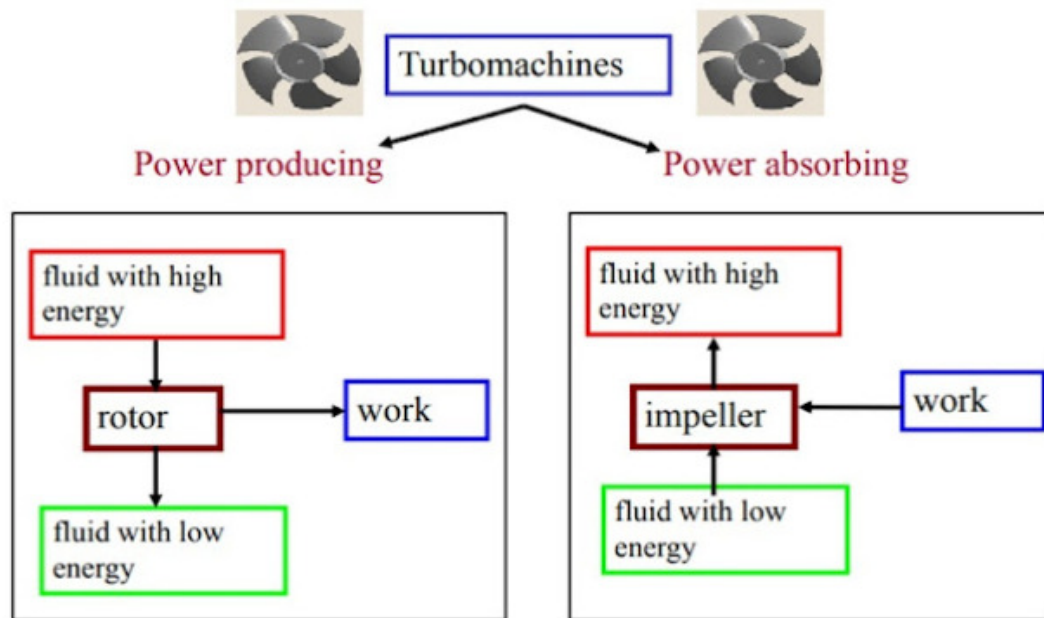 Turbomachines
Power producing
Power absorbing
fluid with high
energy
rotor
work
fluid with low
energy
fluid with high
energy
impeller
work
fluid with low
energy